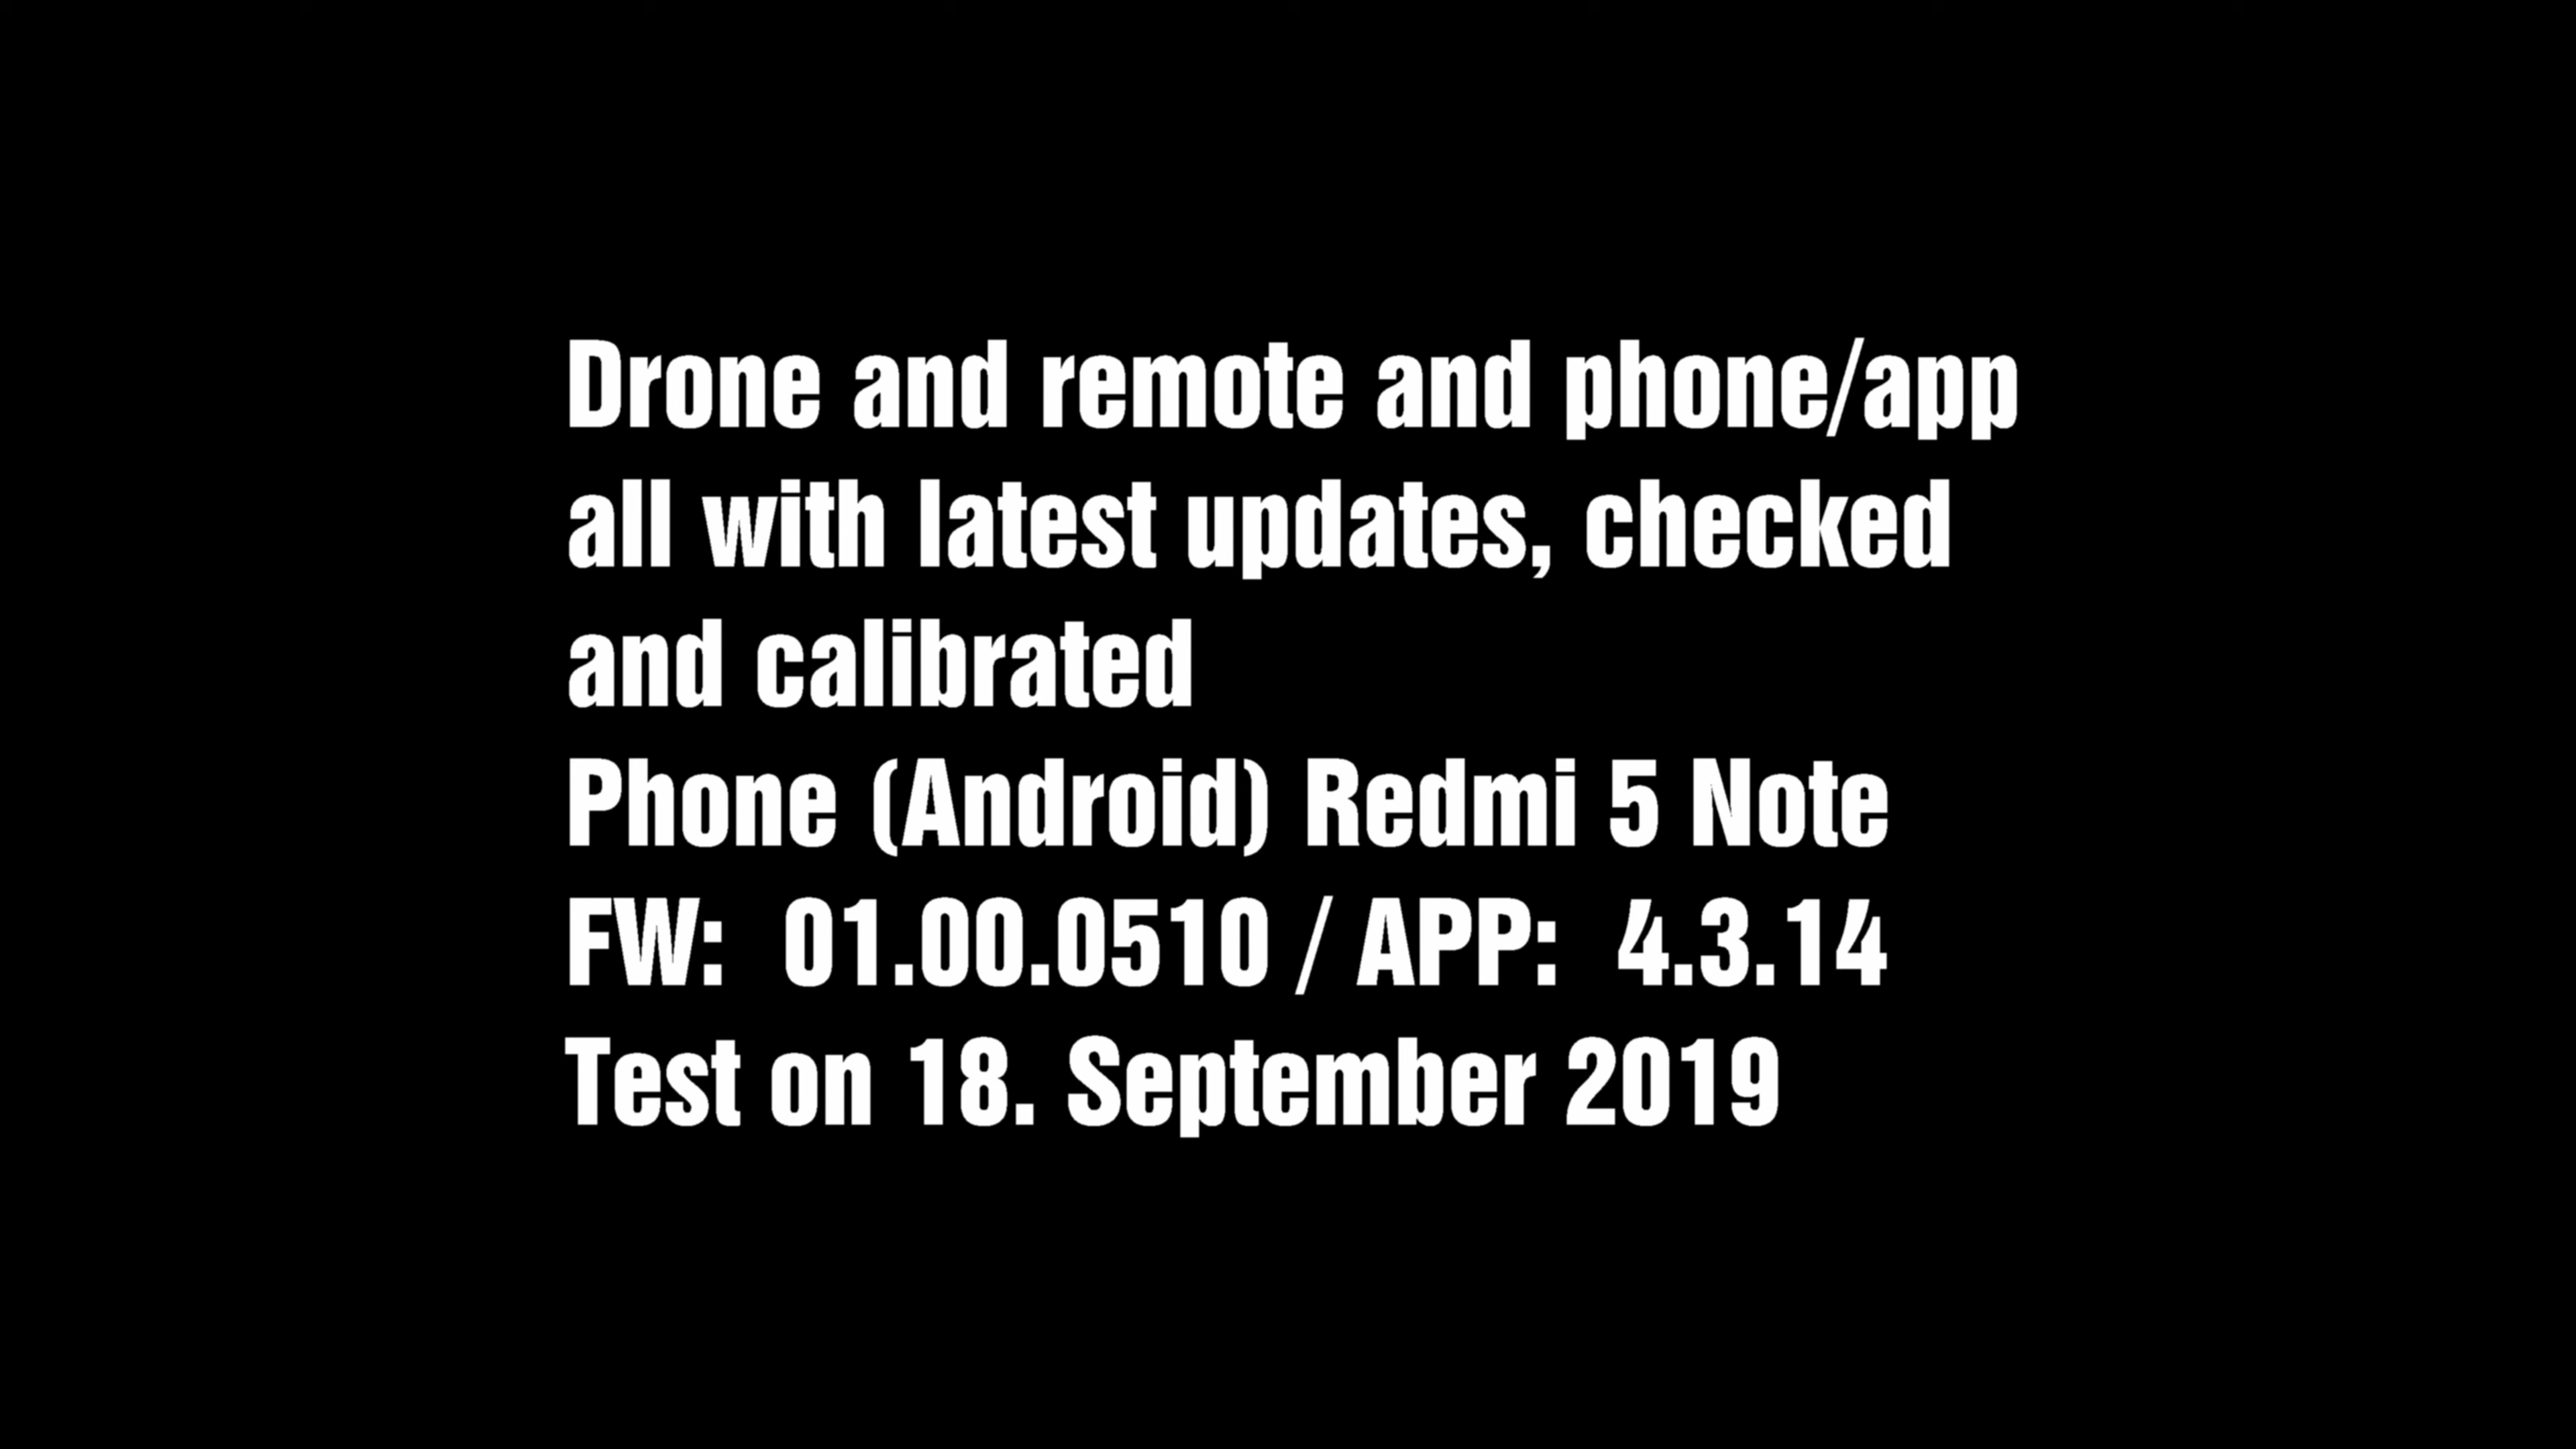 Drone and remote and phone/app
all with latest updates, checked
and calibrated
Phone (Android) Redmi 5 Note
FW:  01.00.0510 / APP:  4.3.14
Test on 18. September 2019